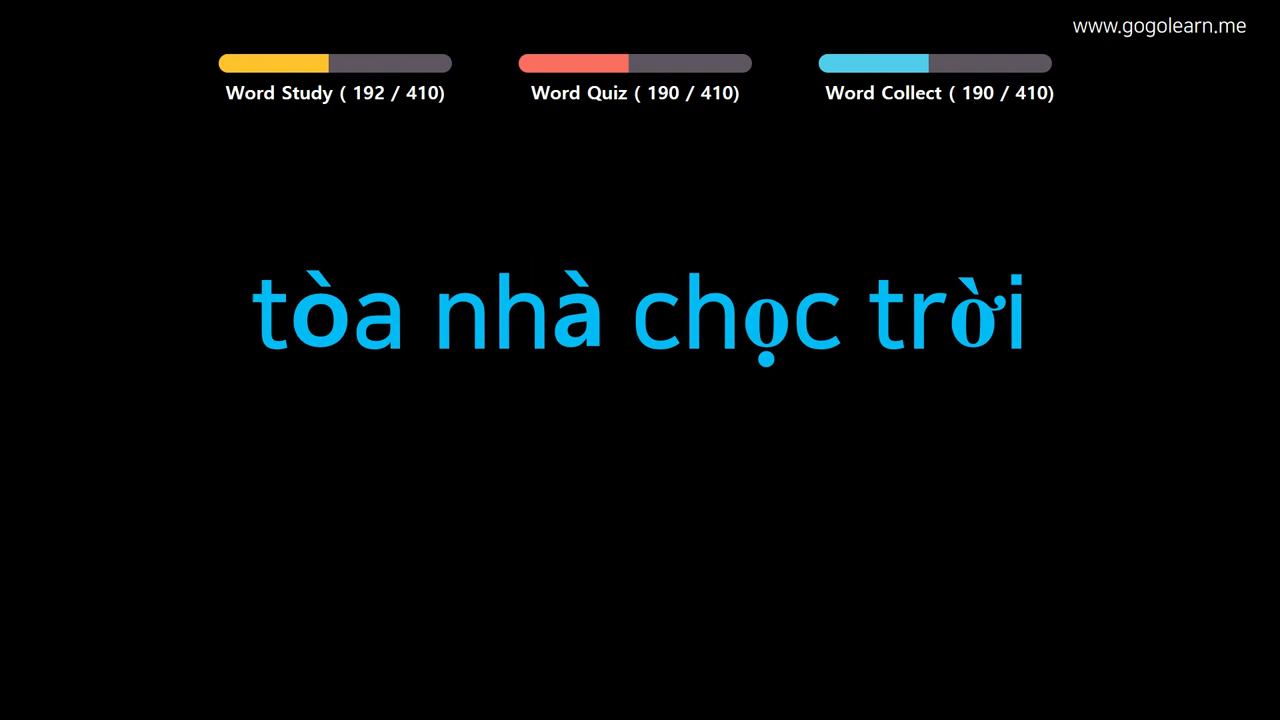 www.gogolearn.me
Word Study ( 192 / 410)
Word Quiz ( 190 / 410)
Word Collect ( 190 / 410)
tòa nhà chọc trời